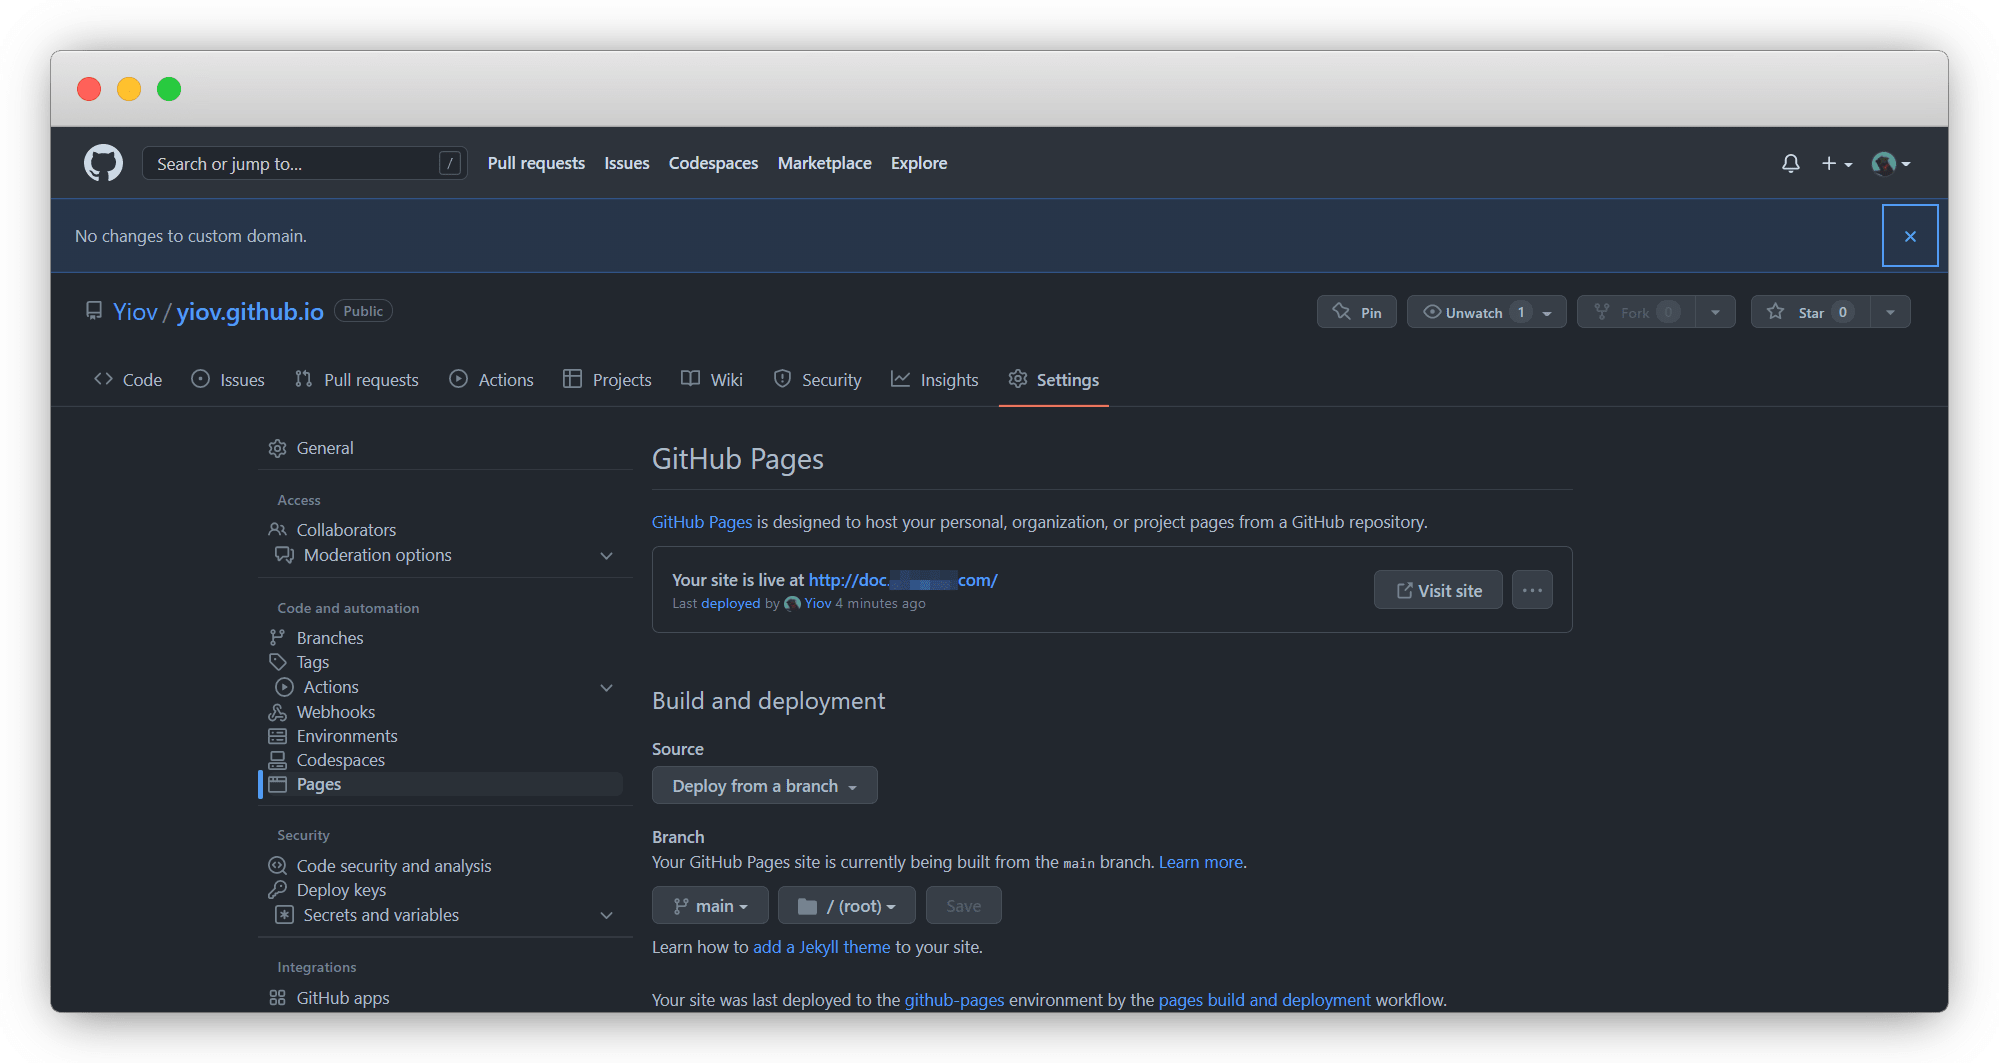 Search or jump to... / Pull requests Issues Codespaces Marketplace Explore
No changes to custom domain.
Yiov / yiov.github.io Public Pin Unwatch 1 Fork 0 Star 0
Code Issues Pull requests Actions Projects Wiki Security Insights Settings
General
Access
Collaborators
Moderation options
Code and automation
Branches
Tags
Actions
Webhooks
Environments
Codespaces
Pages
Security
Code security and analysis
Deploy keys
Secrets and variables
Integrations
GitHub apps
GitHub Pages
GitHub Pages is designed to host your personal, organization, or project pages from a GitHub repository.
Your site is live at http://doc. com/
Last deployed by Yiov 4 minutes ago
Visit site
Build and deployment
Source
Deploy from a branch
Branch
Your GitHub Pages site is currently being built from the main branch. Learn more.
main / (root) Save
Learn how to add a Jekyll theme to your site.
Your site was last deployed to the github-pages environment by the pages build and deployment workflow.